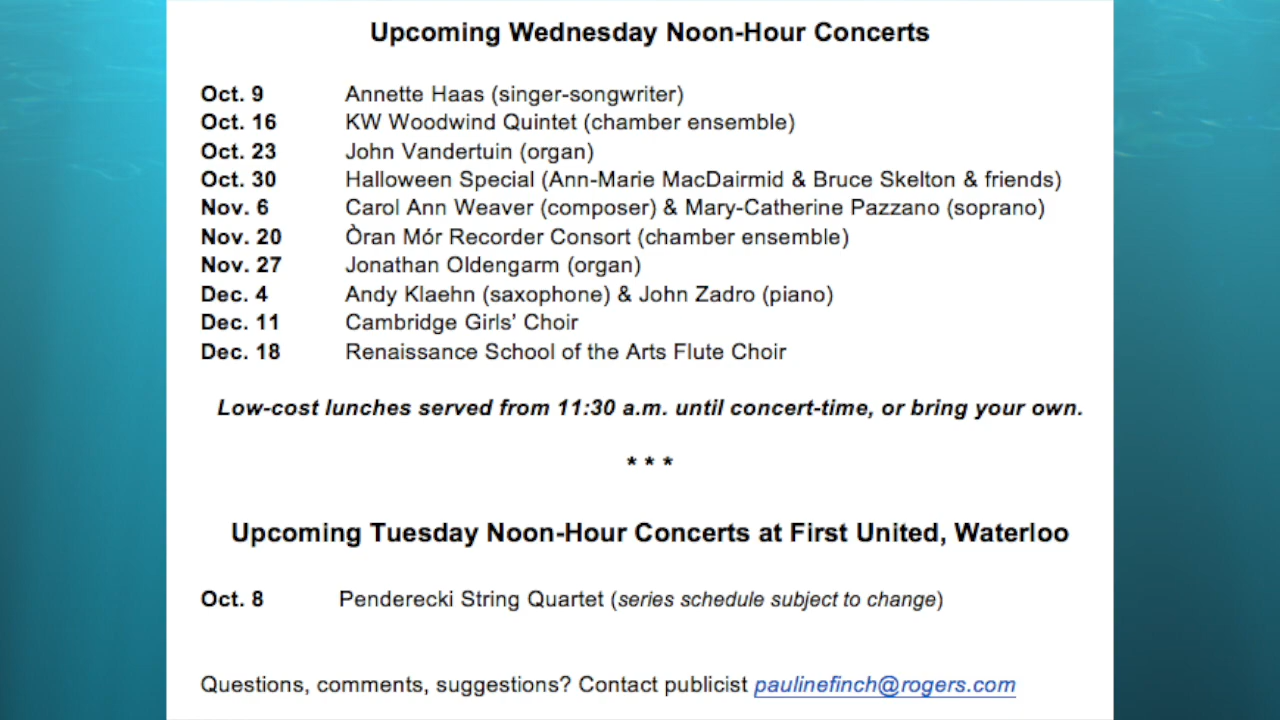 Upcoming Wednesday Noon-Hour Concerts
Oct. 9 Annette Haas (singer-songwriter)
Oct. 16 KW Woodwind Quintet (chamber ensemble)
Oct. 23 John Vandertuin (organ)
Oct. 30 Halloween Special (Ann-Marie MacDairmid & Bruce Skelton & friends)
Nov. 6 Carol Ann Weaver (composer) & Mary-Catherine Pazzano (soprano)
Nov. 20 Òran Mór Recorder Consort (chamber ensemble)
Nov. 27 Jonathan Oldengarm (organ)
Dec. 4 Andy Klaehn (saxophone) & John Zadro (piano)
Dec. 11 Cambridge Girls’ Choir
Dec. 18 Renaissance School of the Arts Flute Choir
Low-cost lunches served from 11:30 a.m. until concert-time, or bring your own.
* * *
Upcoming Tuesday Noon-Hour Concerts at First United, Waterloo
Oct. 8 Penderecki String Quartet (series schedule subject to change)
Questions, comments, suggestions? Contact publicist paulinefinch@rogers.com